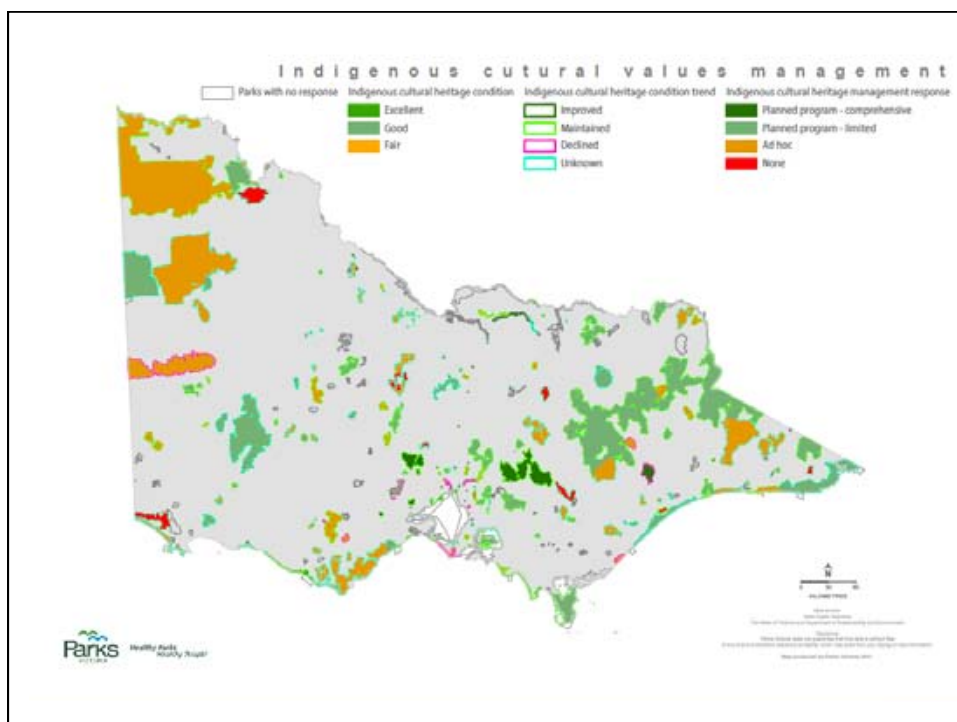 Indigenous cutural values management
Parks with no response
Indigenous cultural heritage condition
Excellent
Good
Fair
Indigenous cultural heritage condition trend
Improved
Maintained
Declined
Unknown
Indigenous cultural heritage management response
Planned program - comprehensive
Planned program - limited
Ad hoc
None
N
KILOMETRES
Parks
VICTORIA
Healthy Parks
Healthy People